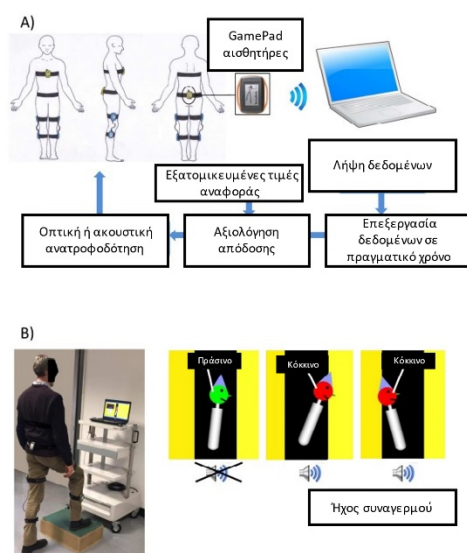 A)
GamePad
αισθητήρες
Εξατομικευμένες τιμές
αναφοράς
Λήψη δεδομένων
Οπτική ή ακουστική
ανατροφοδότηση
Αξιολόγηση
απόδοσης
Επεξεργασία
δεδομένων σε
πραγματικό χρόνο
B)
Πράσινο
Κόκκινο
Κόκκινο
Ήχος συναγερμού